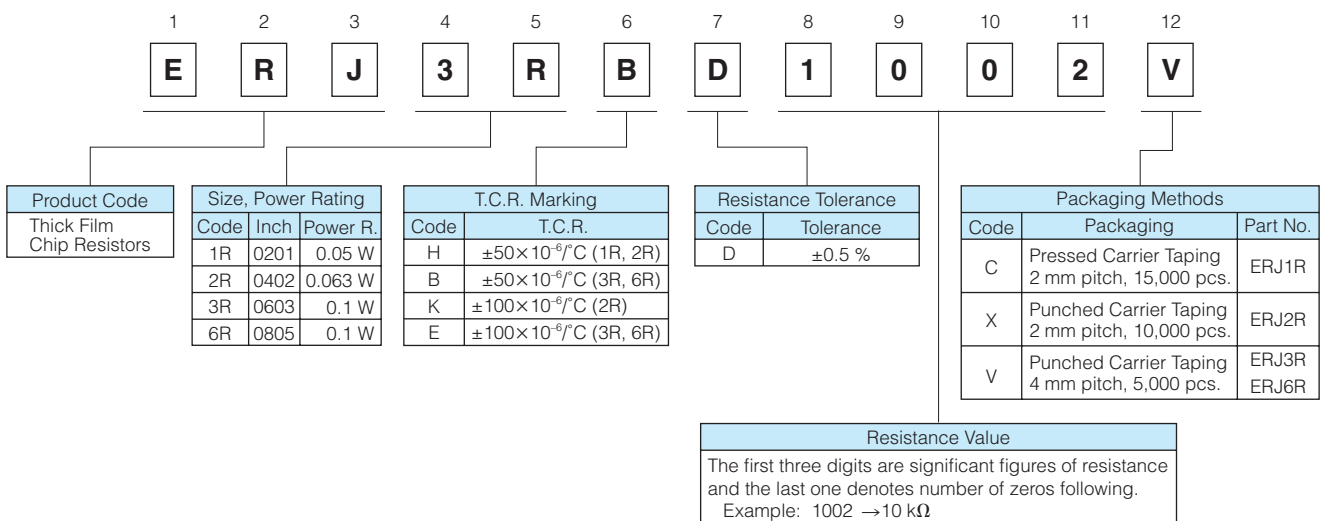 1 2 3 4 5 6 7 8 9 10 11 12
E R J 3 R B D 1 0 0 2 V
Product Code
Thick Film
Chip Resistors
Size, Power Rating
Code Inch Power R.
1R 0201 0.05 W
2R 0402 0.063 W
3R 0603 0.1 W
6R 0805 0.1 W
T.C.R. Marking
Code T.C.R.
H ±50×10⁻⁶/°C (1R, 2R)
B ±50×10⁻⁶/°C (3R, 6R)
K ±100×10⁻⁶/°C (2R)
E ±100×10⁻⁶/°C (3R, 6R)
Resistance Tolerance
Code Tolerance
D ±0.5 %
Packaging Methods
Code Packaging Part No.
C Pressed Carrier Taping ERJ1R
2 mm pitch, 15,000 pcs.
X Punched Carrier Taping ERJ2R
2 mm pitch, 10,000 pcs.
V Punched Carrier Taping ERJ3R
4 mm pitch, 5,000 pcs. ERJ6R
Resistance Value
The first three digits are significant figures of resistance
and the last one denotes number of zeros following.
Example: 1002 →10 kΩ